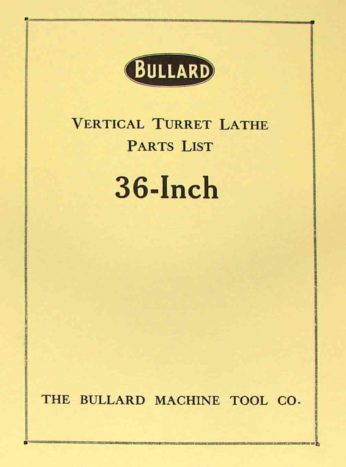 BULLARD
VERTICAL TURRET LATHE
PARTS LIST
36-Inch
THE BULLARD MACHINE TOOL CO.